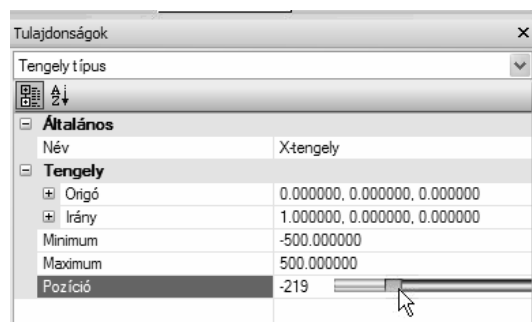 Tulajdonságok
Tengely típus
Általános
Név X-tengely
Tengely
Origó 0.000000, 0.000000, 0.000000
Irány 1.000000, 0.000000, 0.000000
Minimum -500.000000
Maximum 500.000000
Pozíció -219